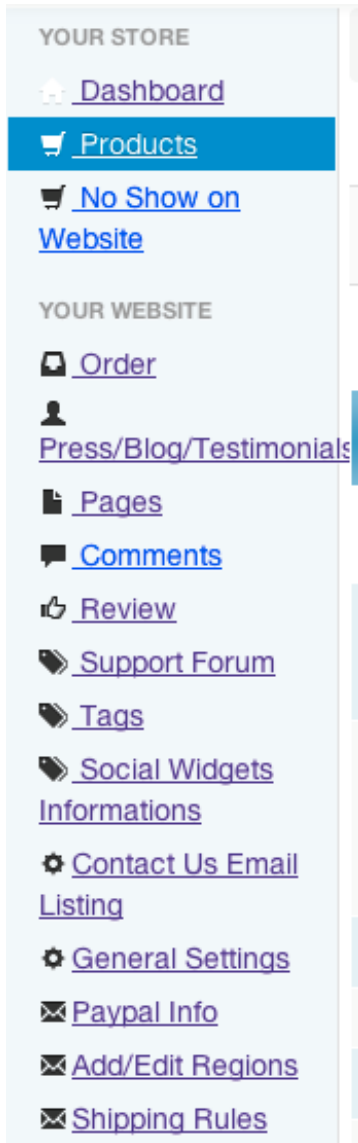 YOUR STORE
Dashboard
Products
No Show on
Website
YOUR WEBSITE
Order
Press/Blog/Testimonials
Pages
Comments
Review
Support Forum
Tags
Social Widgets
Informations
Contact Us Email
Listing
General Settings
Paypal Info
Add/Edit Regions
Shipping Rules